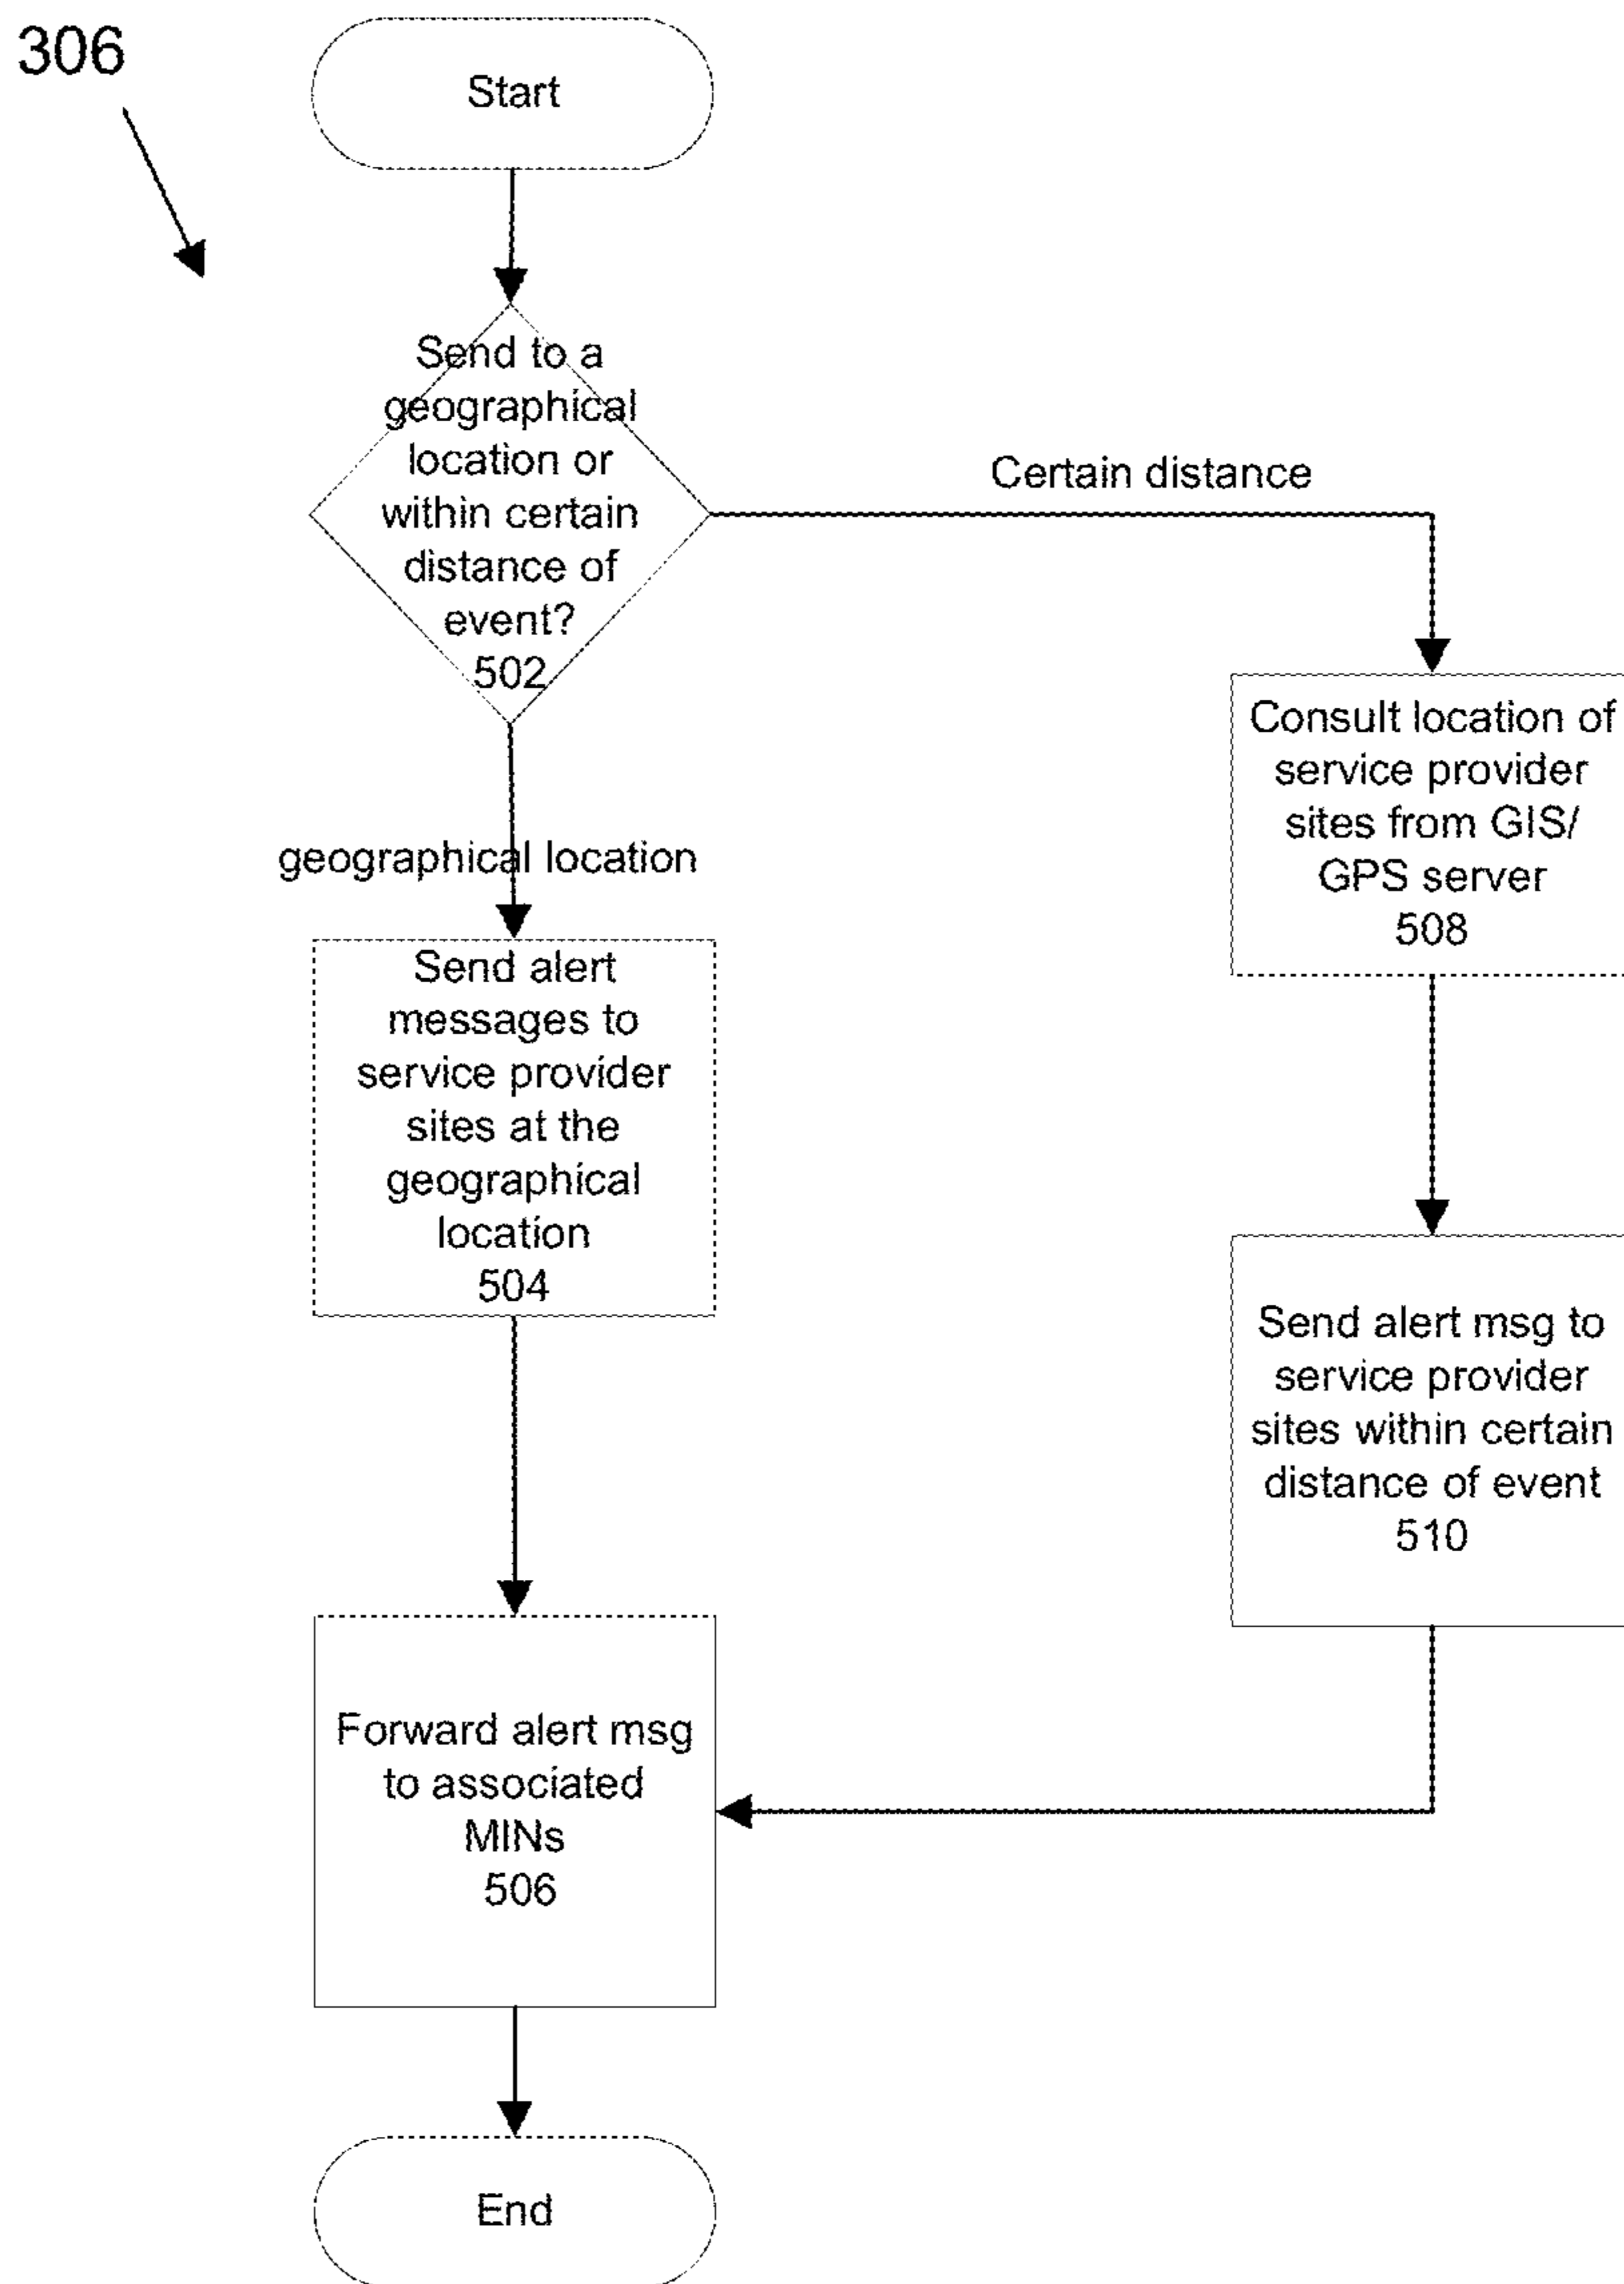 306
Start
Send to a
geographical
location or
within certain
distance of
event?
502
Certain distance
geographical location
Consult location of
service provider
sites from GIS/
GPS server
508
Send alert
messages to
service provider
sites at the
geographical
location
504
Send alert msg to
service provider
sites within certain
distance of event
510
Forward alert msg
to associated
MINs
506
End